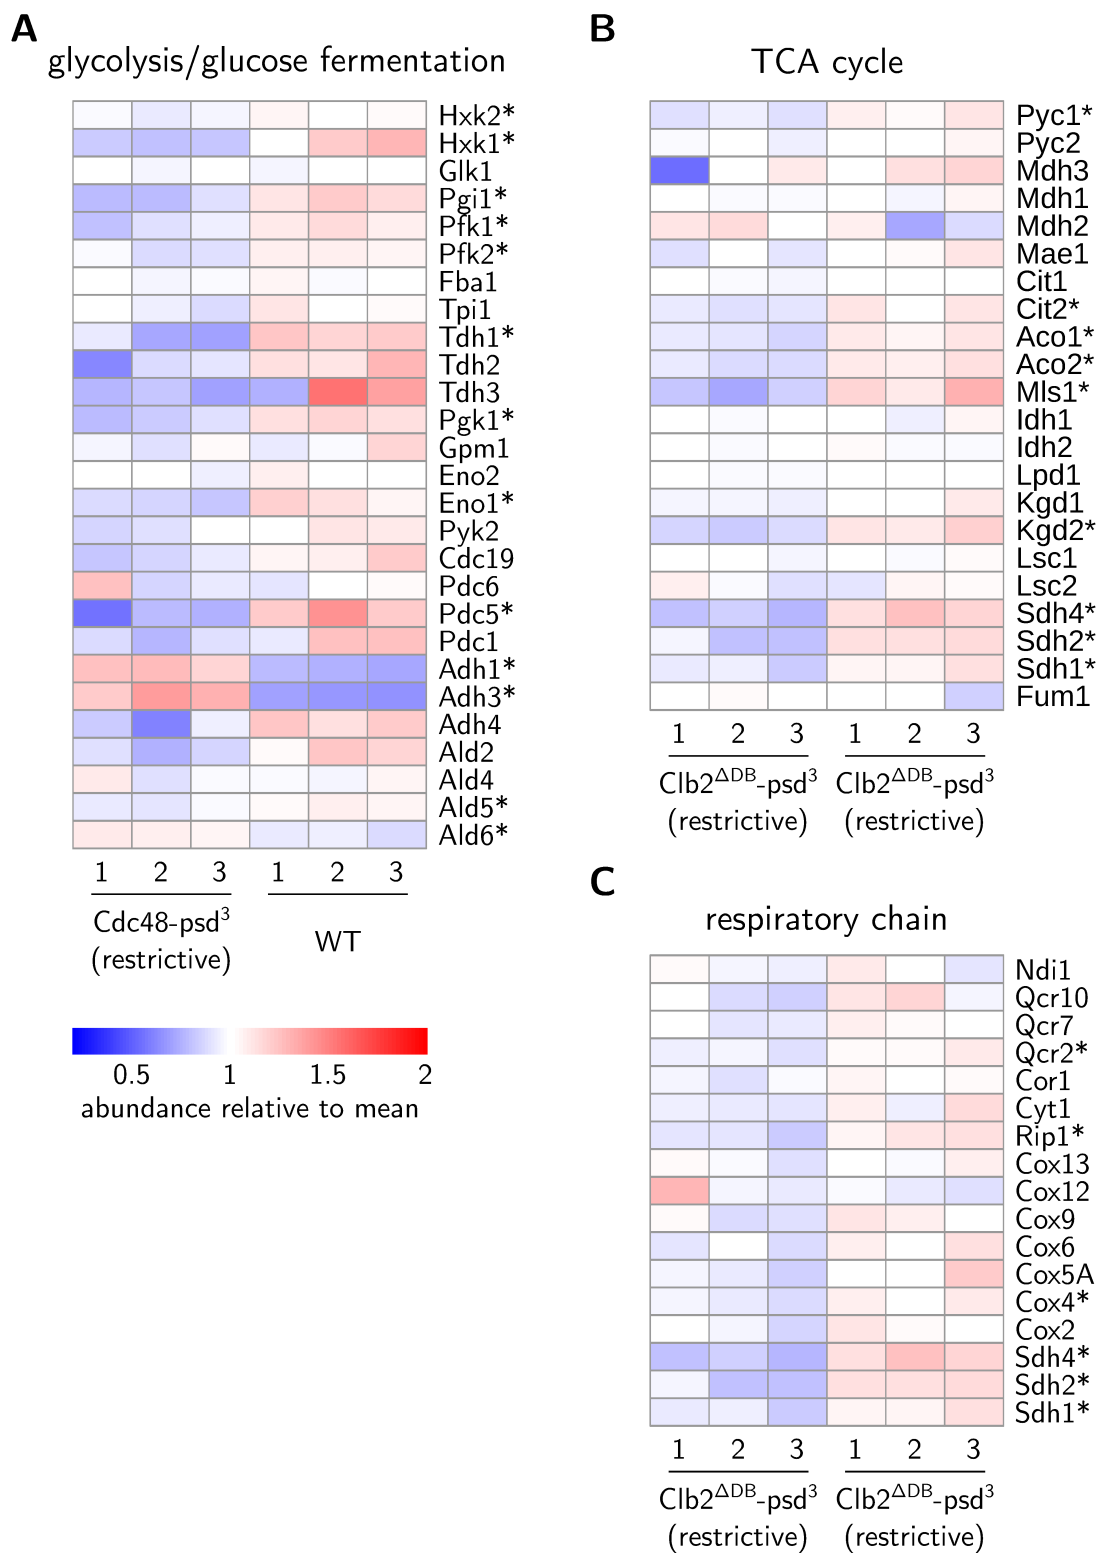 A
glycolysis/glucose fermentation
Hxk2*
Hxk1*
Glk1
Pgi1*
Pfk1*
Pfk2*
Fba1
Tpi1
Tdh1*
Tdh2
Tdh3
Pgk1*
Gpm1
Eno2
Eno1*
Pyk2
Cdc19
Pdc6
Pdc5*
Pdc1
Adh1*
Adh3*
Adh4
Ald2
Ald4
Ald5*
Ald6*
1 2 3 1 2 3
Cdc48-psd³
(restrictive)
WT
0.5 1 1.5 2
abundance relative to mean
B
TCA cycle
Pyc1*
Pyc2
Mdh3
Mdh1
Mdh2
Mae1
Cit1
Cit2*
Aco1*
Aco2*
Mls1*
Idh1
Idh2
Lpd1
Kgd1
Kgd2*
Lsc1
Lsc2
Sdh4*
Sdh2*
Sdh1*
Fum1
1 2 3 1 2 3
Clb2ΔDB-psd³ Clb2ΔDB-psd³
(restrictive) (restrictive)
C
respiratory chain
Ndi1
Qcr10
Qcr7
Qcr2*
Cor1
Cyt1
Rip1*
Cox13
Cox12
Cox9
Cox6
Cox5A
Cox4*
Cox2
Sdh4*
Sdh2*
Sdh1*
1 2 3 1 2 3
Clb2ΔDB-psd³ Clb2ΔDB-psd³
(restrictive) (restrictive)